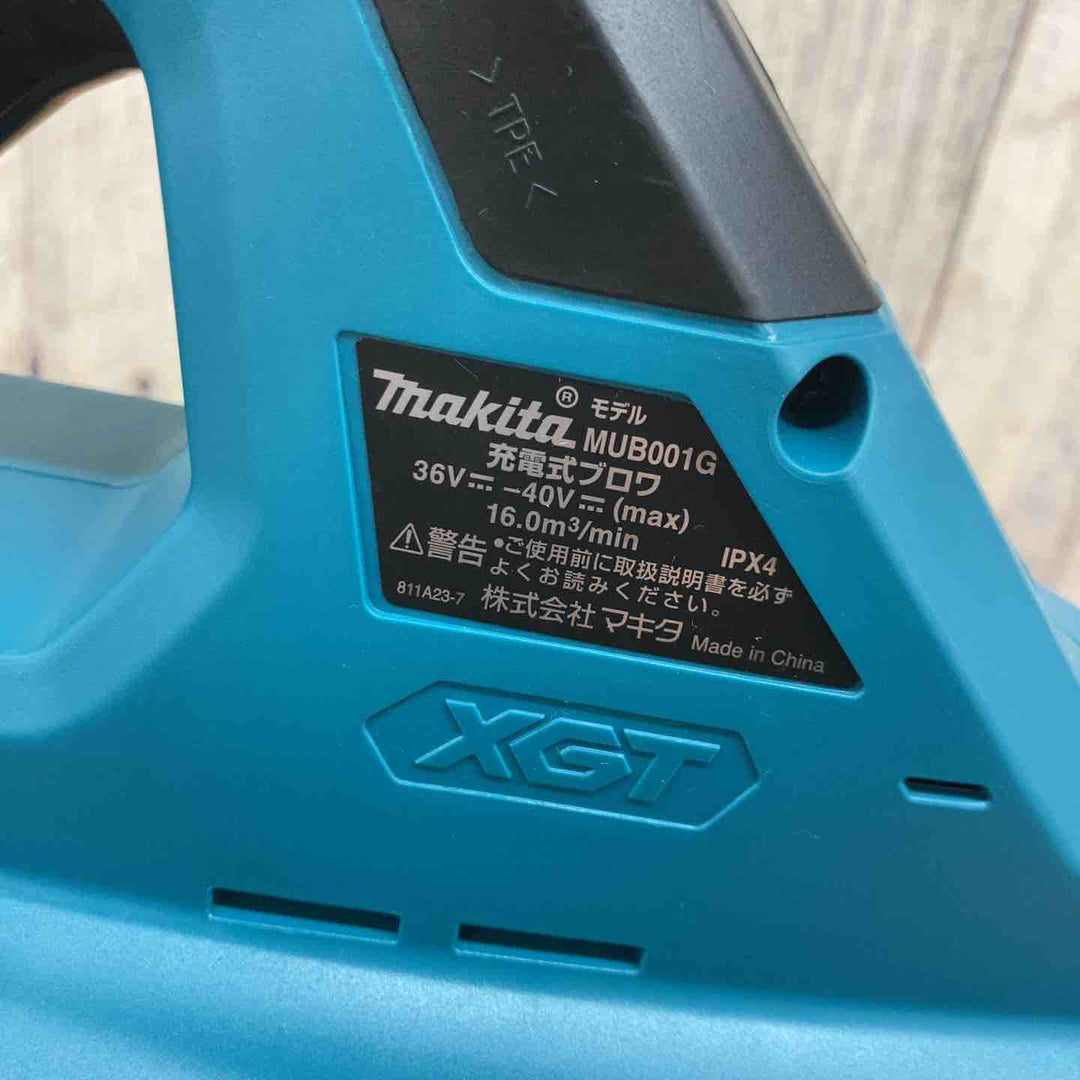 >TPE<
makita® モデル MUB001G
充電式ブロワ
36V⎓ -40V⎓ (max)
16.0m³/min
IPX4
⚠警告 •ご使用前に取扱説明書を必ず
よくお読みください。
811A23-7 株式会社マキタ Made in China
XGT